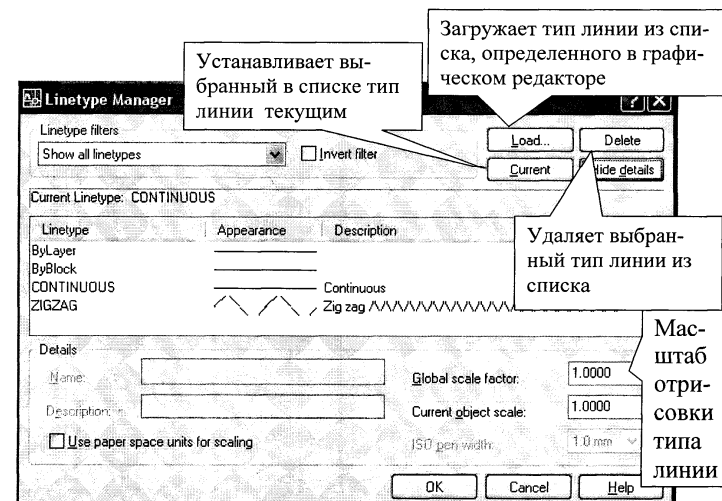 Загружает тип линии из спи-
ска, определенного в графи-
ческом редакторе
Устанавливает вы-
бранный в списке тип
линии текущим
Linetype Manager
Linetype filters
Show all linetypes
Invert filter
Load...
Delete
Current
Hide details
Current Linetype: CONTINUOUS
Linetype Appearance Description
ByLayer
ByBlock
CONTINUOUS Continuous
ZIGZAG Zig zag /\/\/\/\/\/\/\/\/\/\/\/\/\/\/\/\
Удаляет выбран-
ный тип линии из
списка
Details
Name:
Description:
Use paper space units for scaling
Global scale factor: 1.0000
Current object scale: 1.0000
ISO pen width: 1.0 mm
Мас-
штаб
отри-
совки
типа
линии
OK Cancel Help